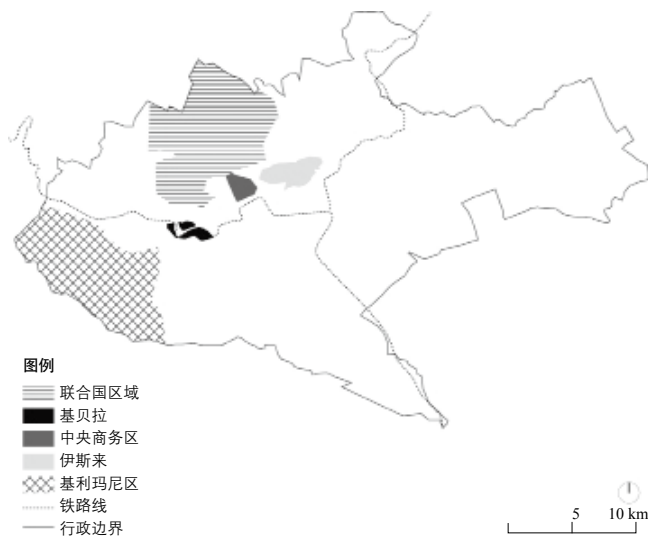 图例
联合国区域
基贝拉
中央商务区
伊斯来
基利玛尼区
铁路线
行政边界
5 10 km